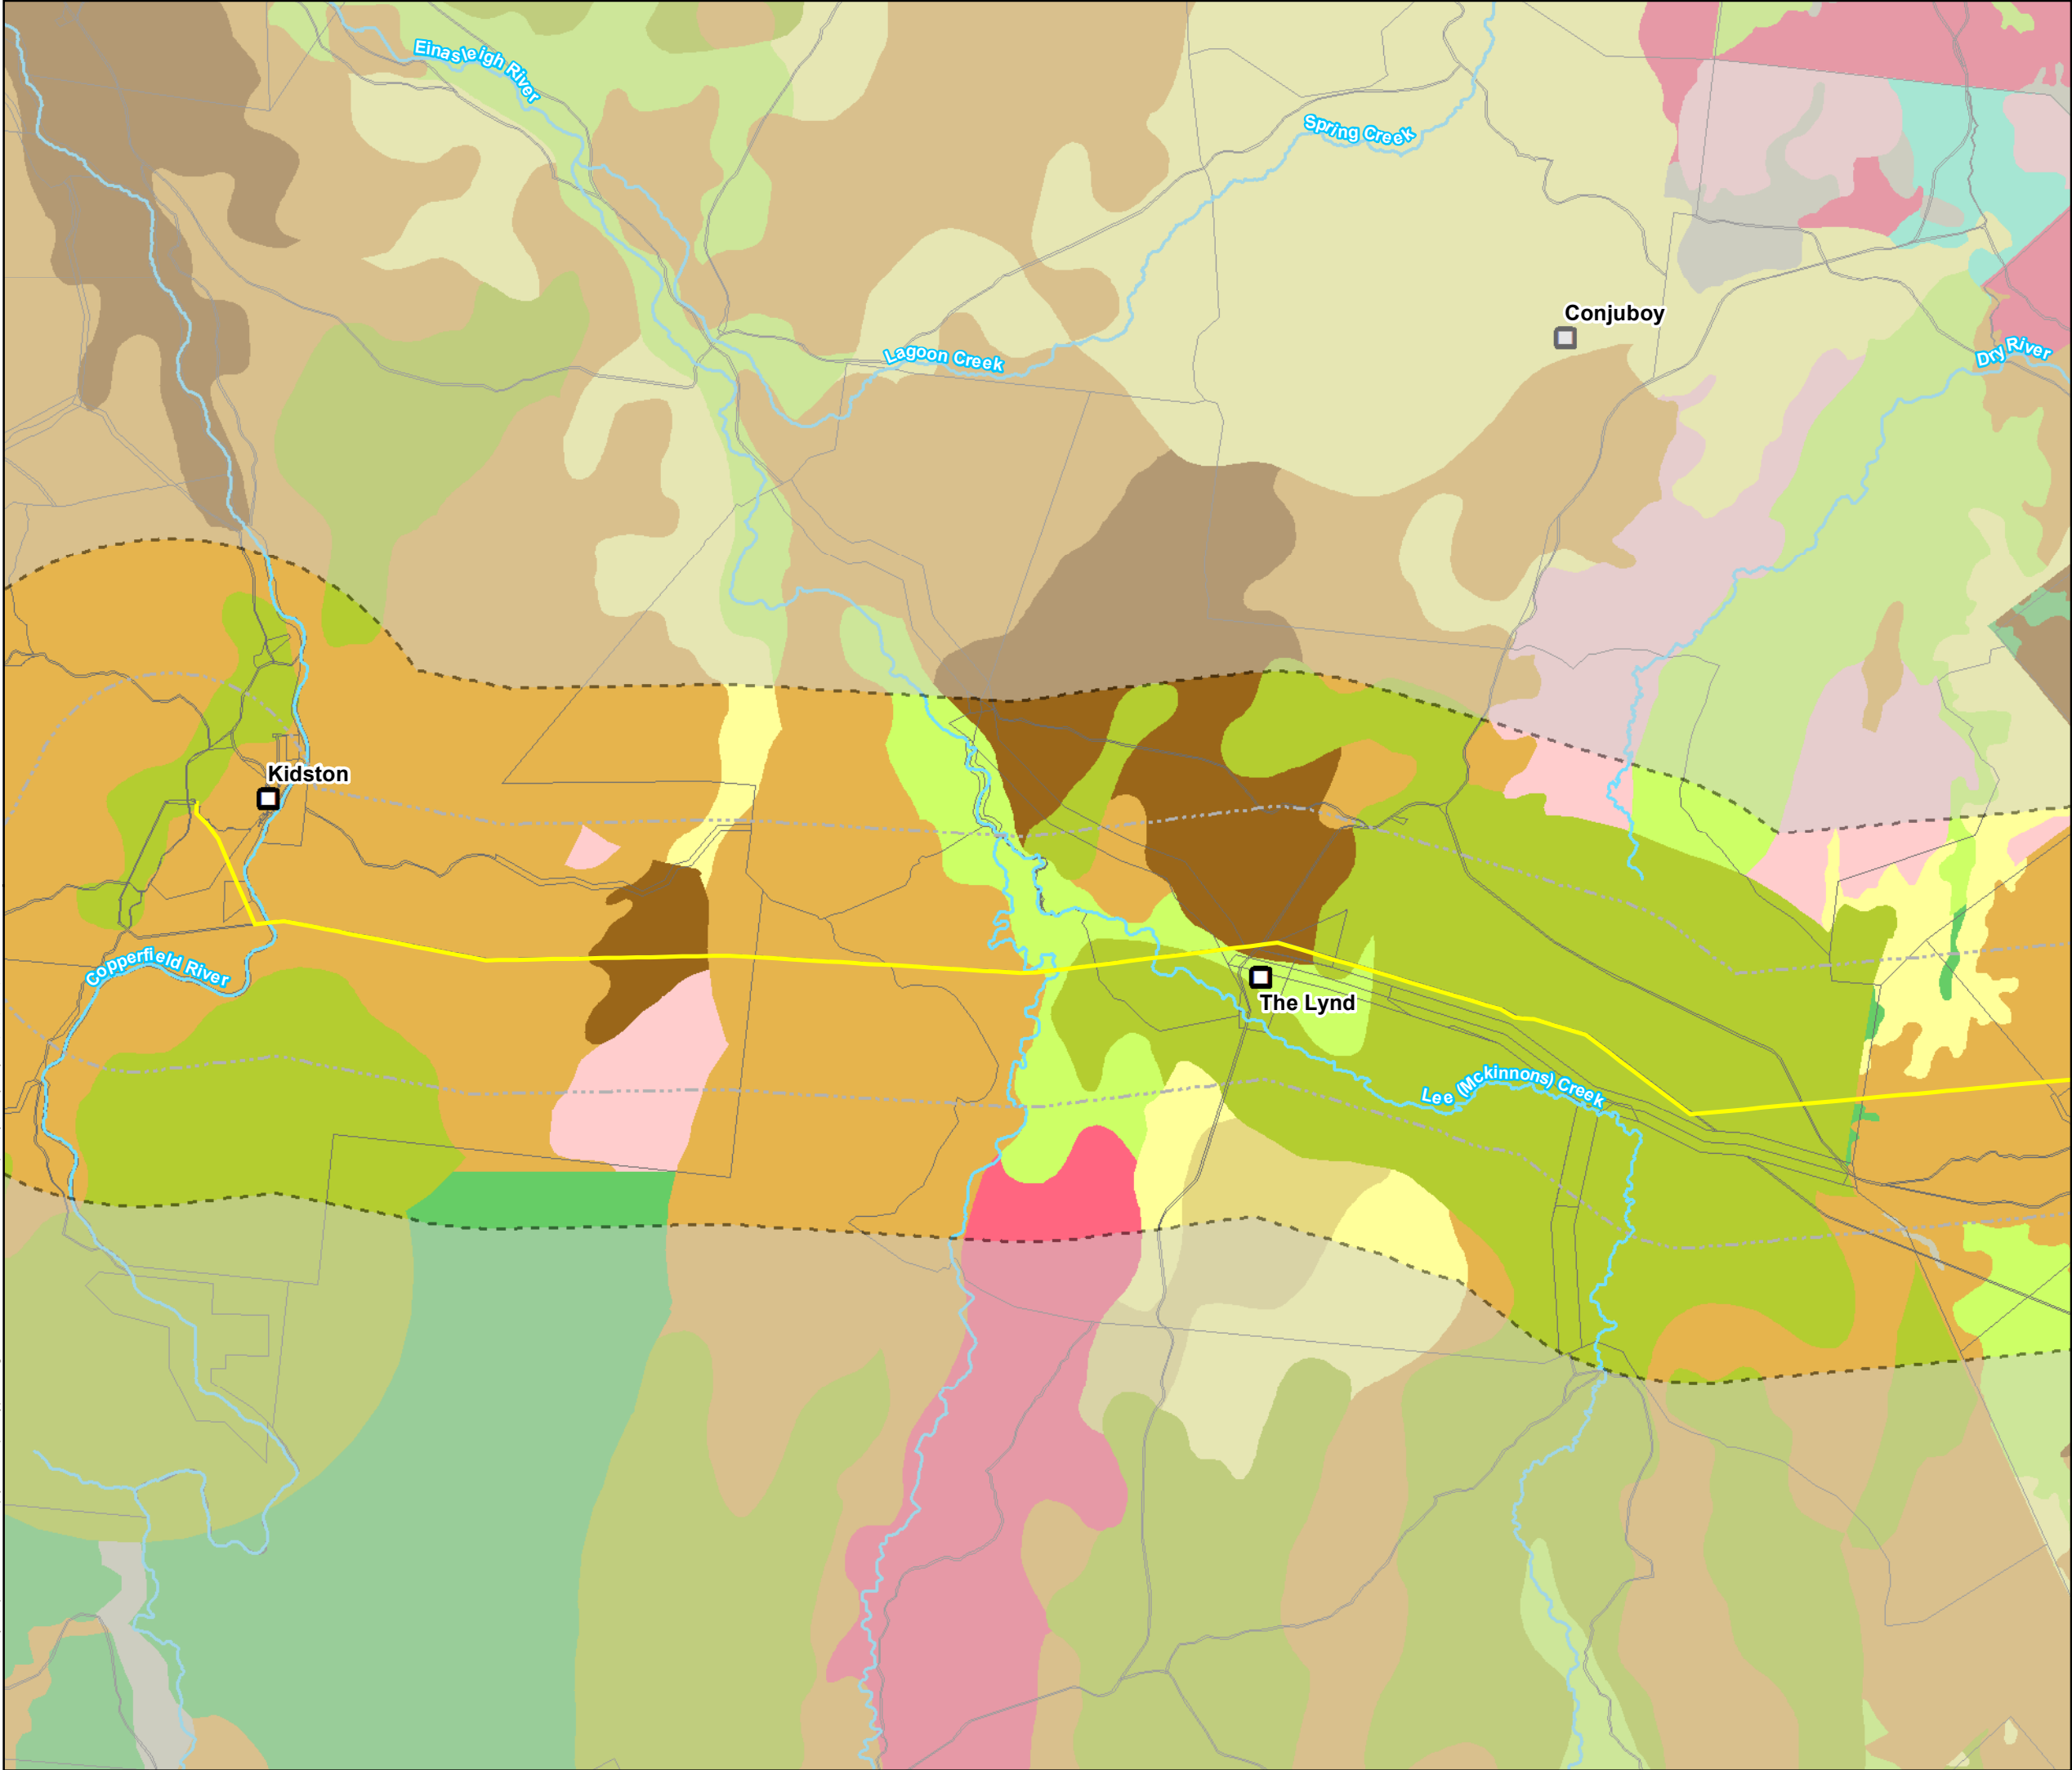 Einasleigh River
Spring Creek
Conjuboy
Dry River
Lagoon Creek
Kidston
Copperfield River
The Lynd
Lee (Mckinnons) Creek